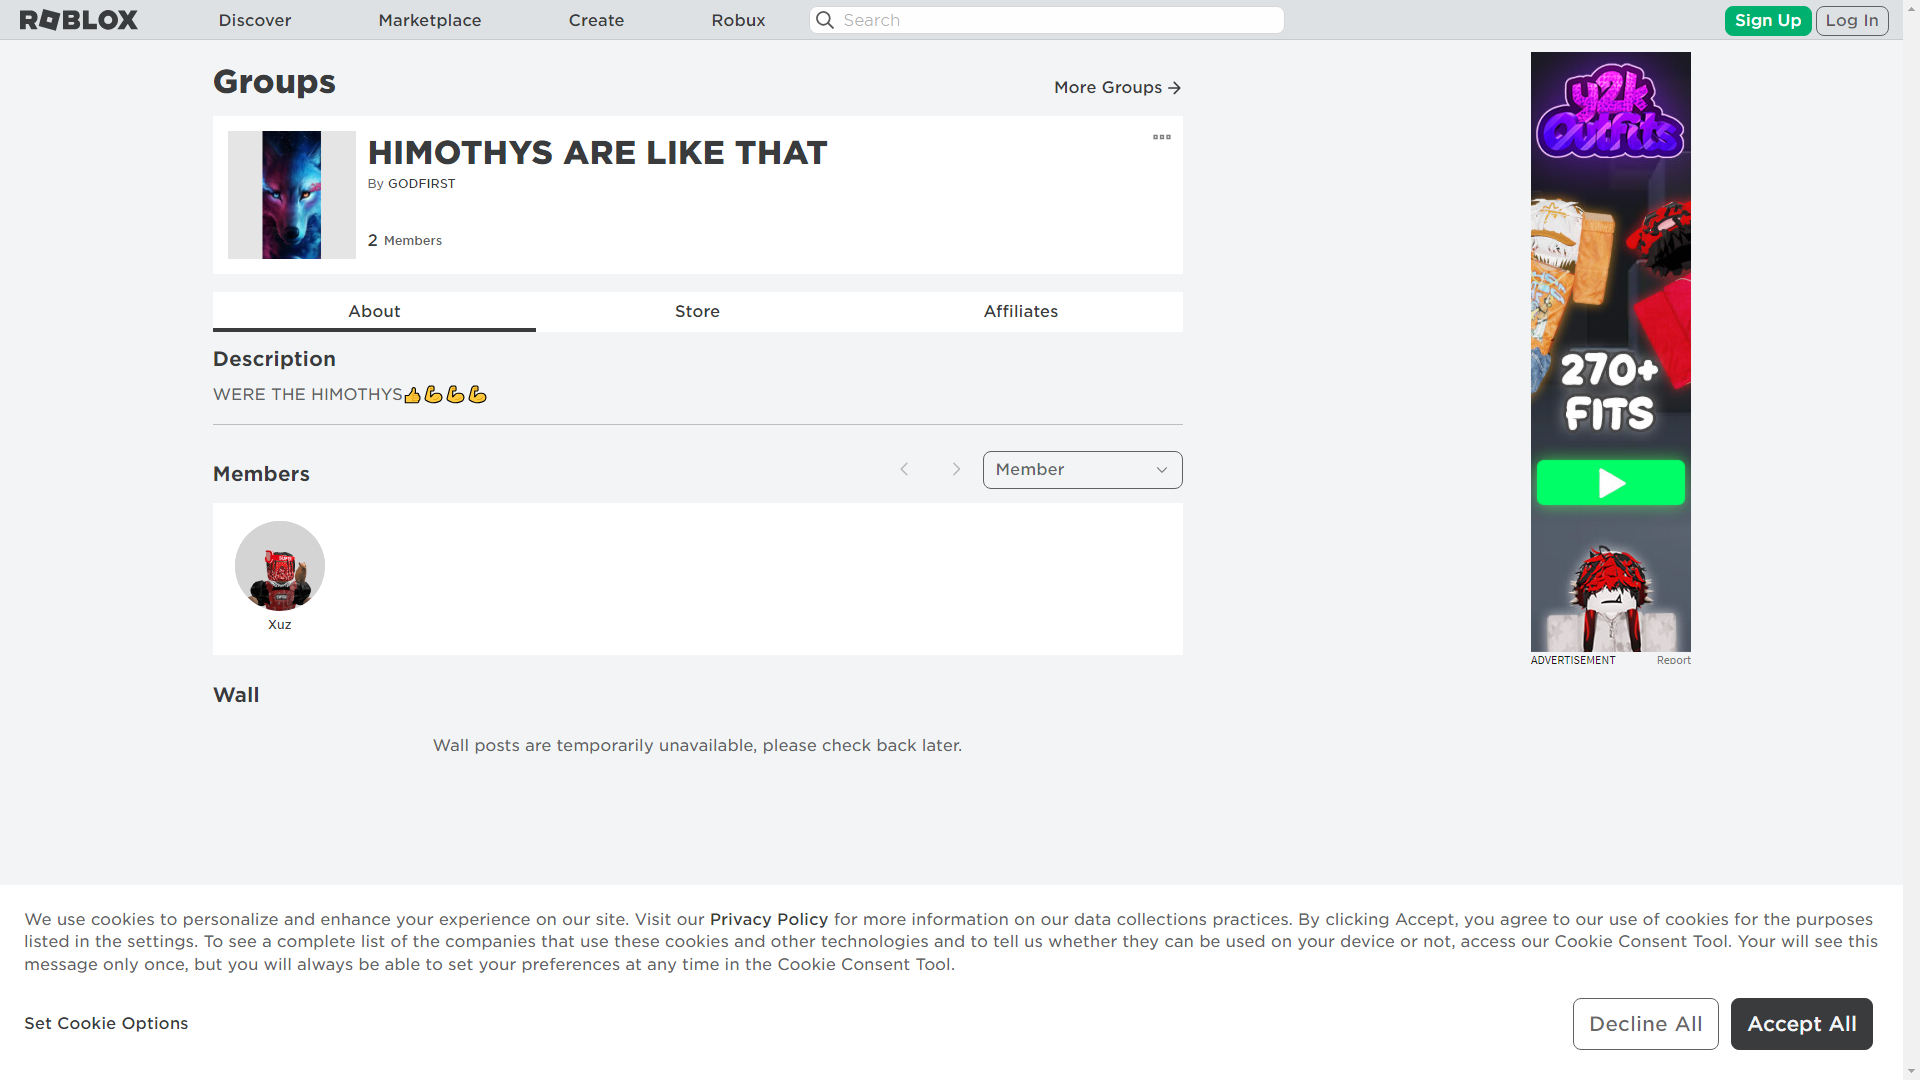 ROBLOX
Discover
Marketplace
Create
Robux
Search
Sign Up
Log In
Groups
More Groups
HIMOTHYS ARE LIKE THAT
By GODFIRST
2 Members
About
Store
Affiliates
Description
WERE THE HIMOTHYS👍💪💪💪
Members
Member
Xuz
Wall
Wall posts are temporarily unavailable, please check back later.
y2k
Outfits
270+
FITS
ADVERTISEMENT
Report
We use cookies to personalize and enhance your experience on our site. Visit our Privacy Policy for more information on our data collections practices. By clicking Accept, you agree to our use of cookies for the purposes
listed in the settings. To see a complete list of the companies that use these cookies and other technologies and to tell us whether they can be used on your device or not, access our Cookie Consent Tool. Your will see this
message only once, but you will always be able to set your preferences at any time in the Cookie Consent Tool.
Set Cookie Options
Decline All
Accept All